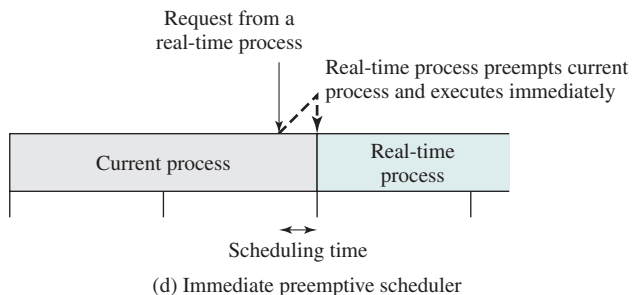 Request from a
real-time process
Real-time process preempts current
process and executes immediately
Current process
Real-time
process
Scheduling time
(d) Immediate preemptive scheduler